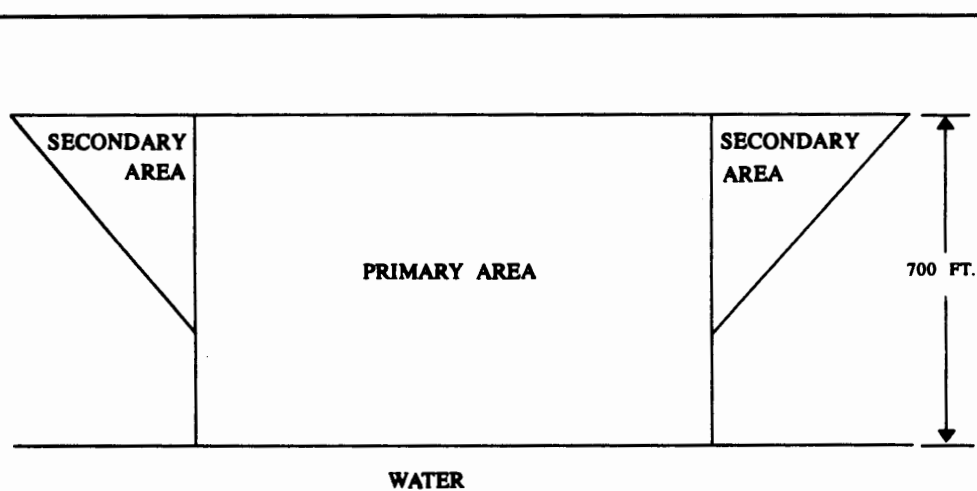 SECONDARY
AREA
SECONDARY
AREA
PRIMARY AREA
700 FT.
WATER